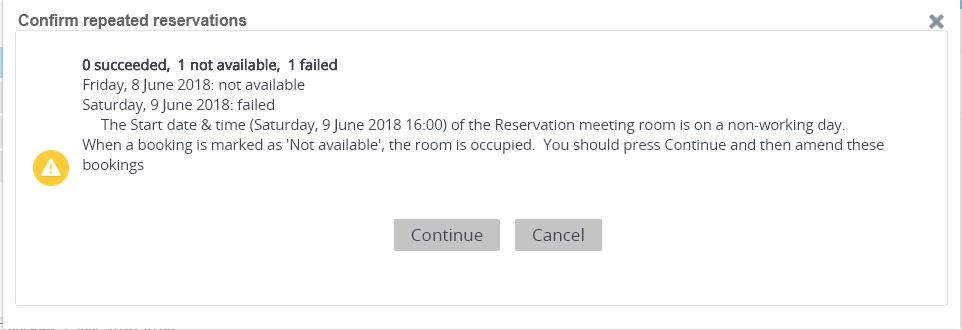 Confirm repeated reservations
0 succeeded,  1 not available,  1 failed
Friday, 8 June 2018: not available
Saturday, 9 June 2018: failed
The Start date & time (Saturday, 9 June 2018 16:00) of the Reservation meeting room is on a non-working day.
When a booking is marked as 'Not available', the room is occupied.  You should press Continue and then amend these
bookings
Continue
Cancel